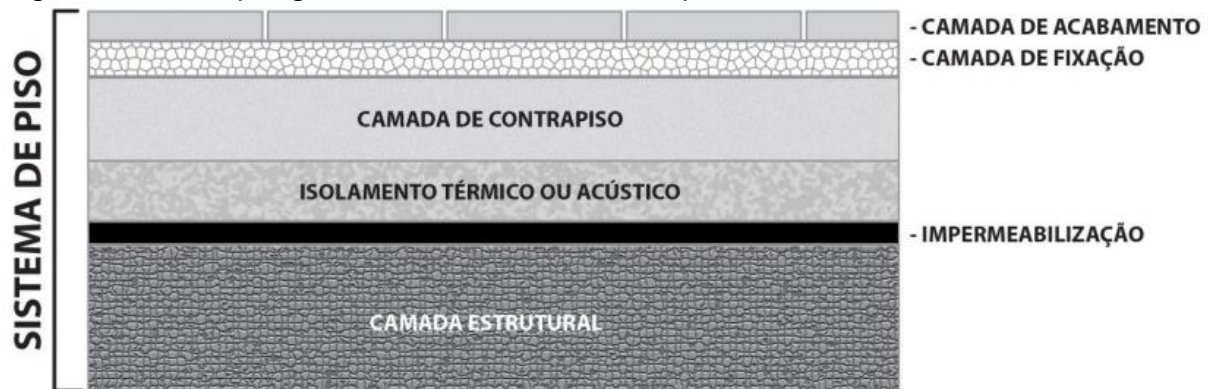 SISTEMA DE PISO
- CAMADA DE ACABAMENTO
- CAMADA DE FIXAÇÃO
CAMADA DE CONTRAPISO
ISOLAMENTO TÉRMICO OU ACÚSTICO
- IMPERMEABILIZAÇÃO
CAMADA ESTRUTURAL